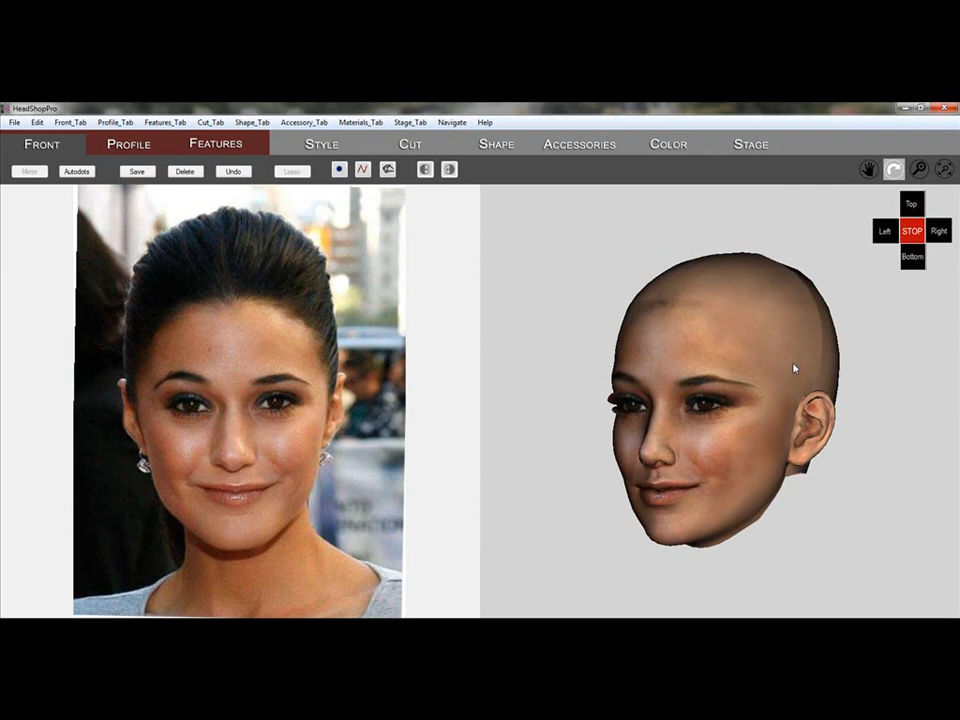 HeadShopPro
File Edit Front_Tab Profile_Tab Features_Tab Cut_Tab Shape_Tab Accessory_Tab Materials_Tab Stage_Tab Navigate Help
FRONT PROFILE FEATURES STYLE CUT SHAPE ACCESSORIES COLOR STAGE
Mirror Autodots Save Delete Undo Lasso
Top
Left STOP Right
Bottom